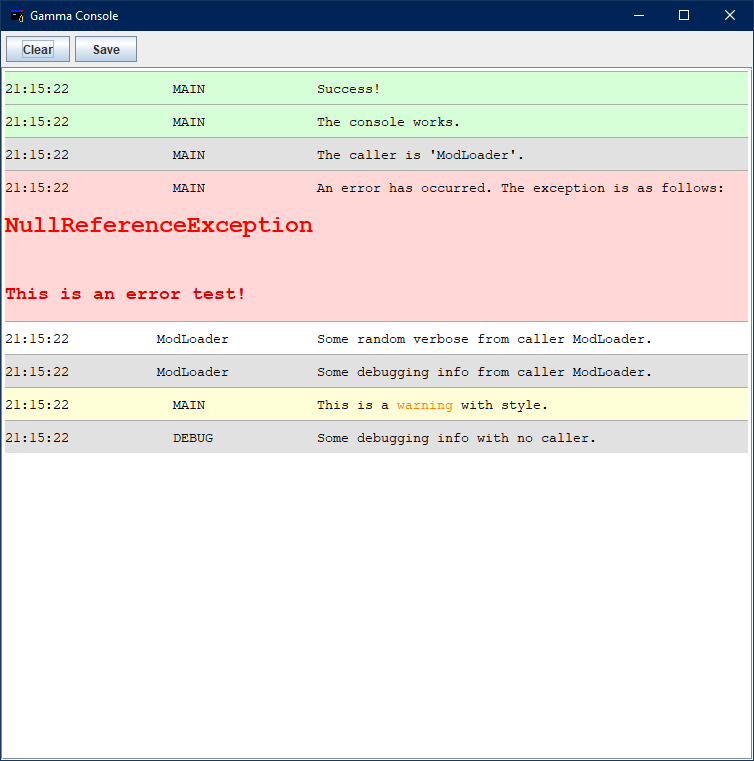 Gamma Console
Clear Save
21:15:22 MAIN Success!
21:15:22 MAIN The console works.
21:15:22 MAIN The caller is 'ModLoader'.
21:15:22 MAIN An error has occurred. The exception is as follows:
NullReferenceException
This is an error test!
21:15:22 ModLoader Some random verbose from caller ModLoader.
21:15:22 ModLoader Some debugging info from caller ModLoader.
21:15:22 MAIN This is a warning with style.
21:15:22 DEBUG Some debugging info with no caller.